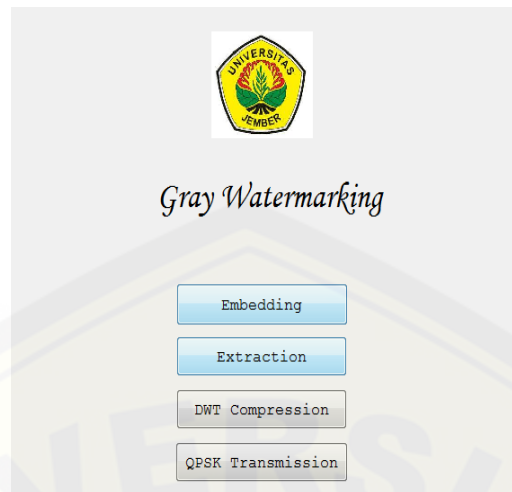 UNIVERSITAS
JEMBER
Gray Watermarking
Embedding
Extraction
DWT Compression
QPSK Transmission